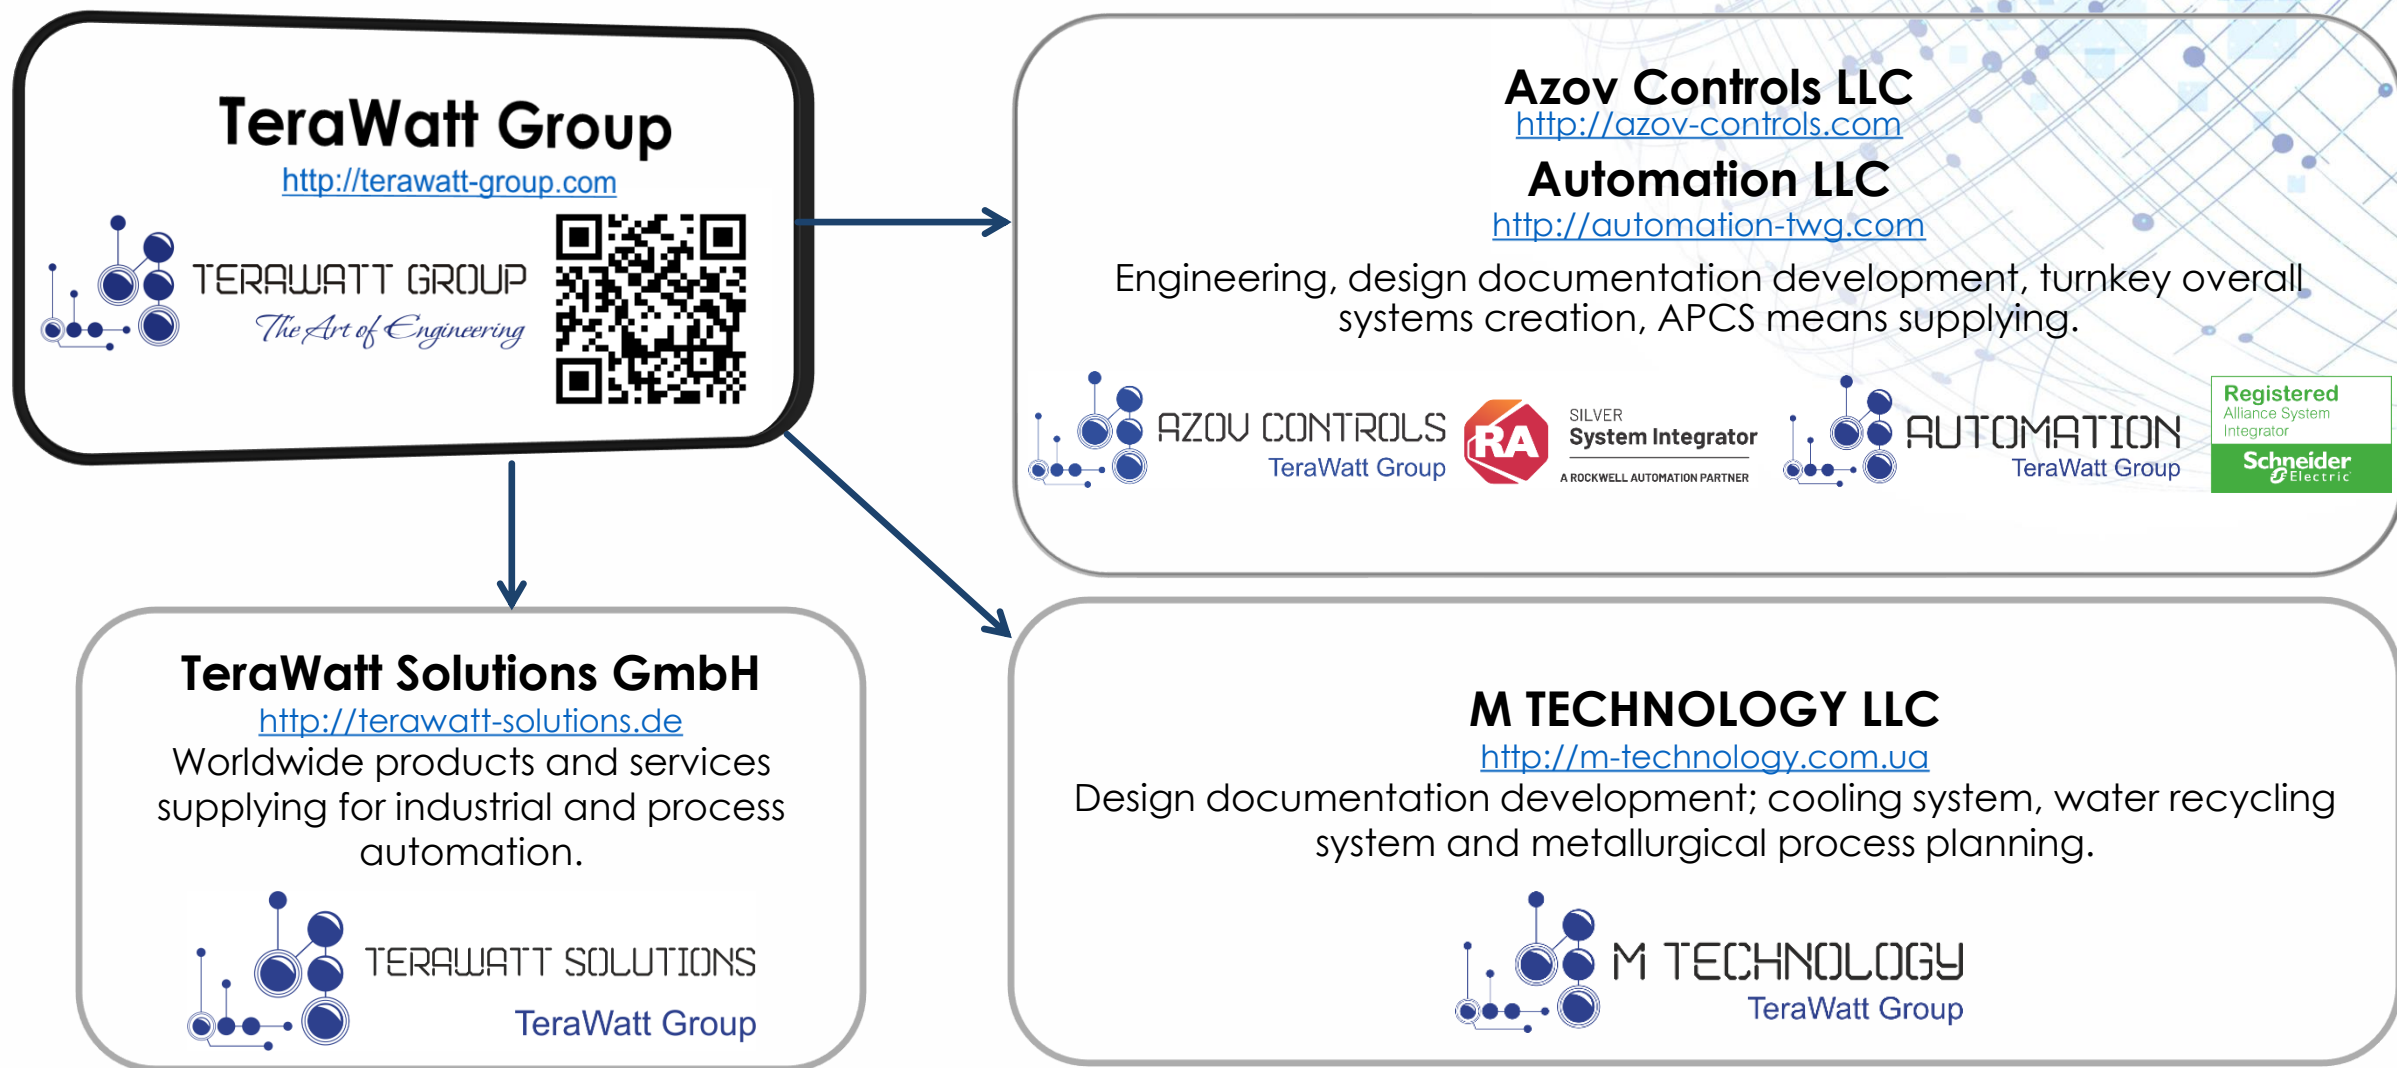 TeraWatt Group
http://terawatt-group.com
TERAWATT GROUP
The Art of Engineering
Azov Controls LLC
http://azov-controls.com
Automation LLC
http://automation-twg.com
Engineering, design documentation development, turnkey overall
systems creation, APCS means supplying.
AZOV CONTROLS
TeraWatt Group
RA
SILVER
System Integrator
A ROCKWELL AUTOMATION PARTNER
AUTOMATION
TeraWatt Group
Registered
Alliance System
Integrator
Schneider
Electric
TeraWatt Solutions GmbH
http://terawatt-solutions.de
Worldwide products and services
supplying for industrial and process
automation.
TERAWATT SOLUTIONS
TeraWatt Group
M TECHNOLOGY LLC
http://m-technology.com.ua
Design documentation development; cooling system, water recycling
system and metallurgical process planning.
M TECHNOLOGY
TeraWatt Group